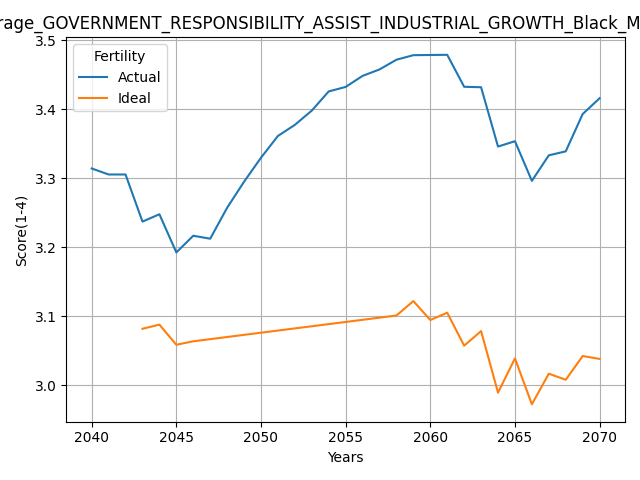 rage_GOVERNMENT_RESPONSIBILITY_ASSIST_INDUSTRIAL_GROWTH_Black_M
Fertility
Actual
Ideal
Score(1-4)
3.5
3.4
3.3
3.2
3.1
3.0
2040 2045 2050 2055 2060 2065 2070
Years